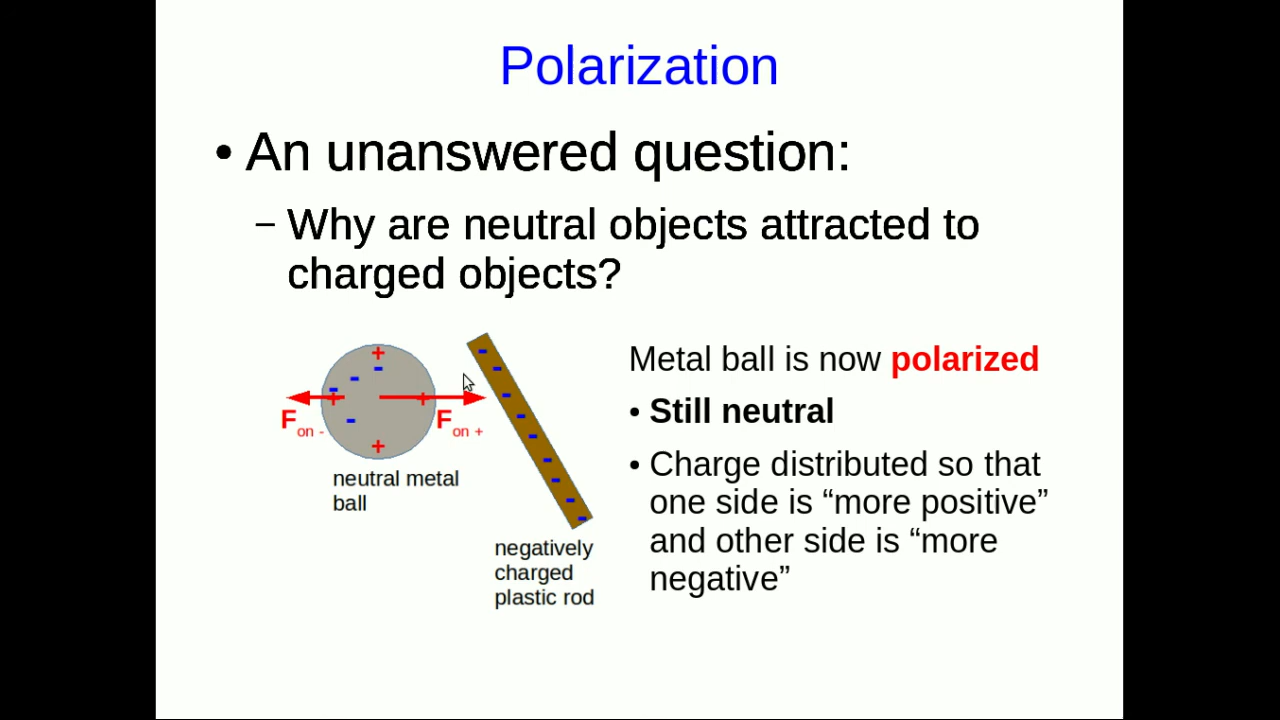 Polarization
• An unanswered question:
– Why are neutral objects attracted to
charged objects?
F on -
F on +
neutral metal
ball
negatively
charged
plastic rod
Metal ball is now polarized
• Still neutral
• Charge distributed so that
one side is “more positive”
and other side is “more
negative”